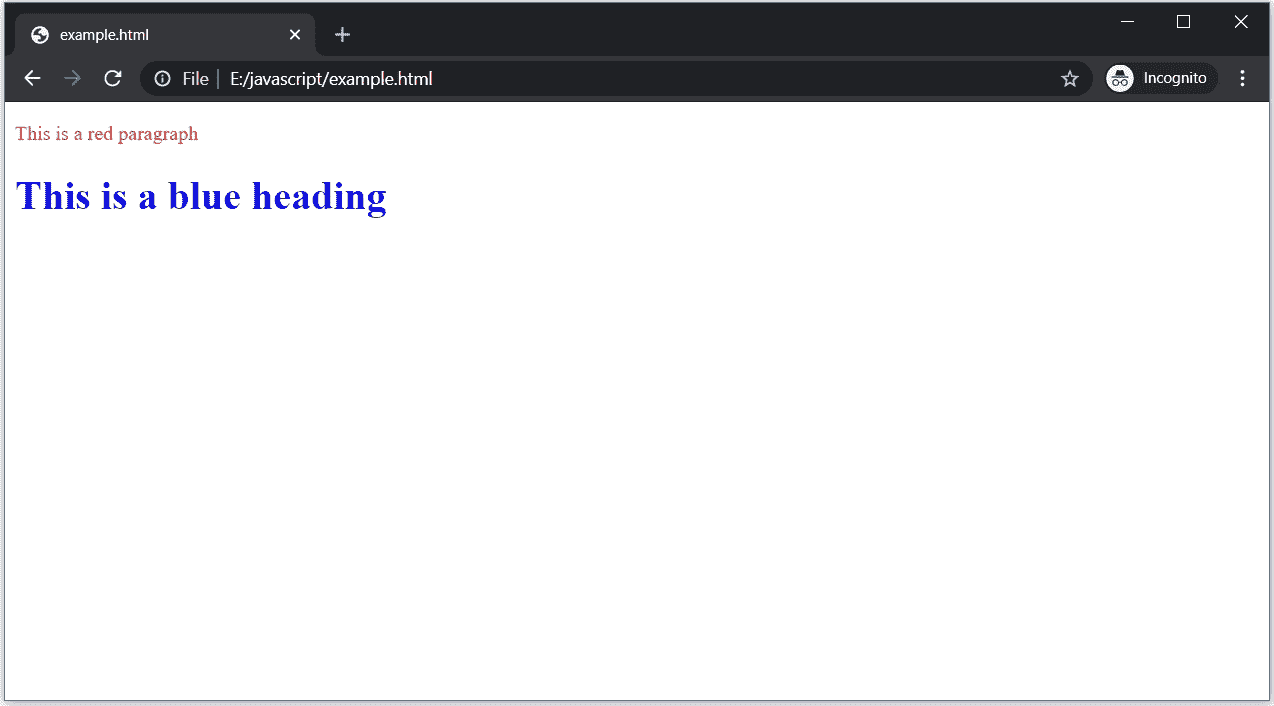 example.html
File E:/javascript/example.html Incognito
This is a red paragraph
This is a blue heading